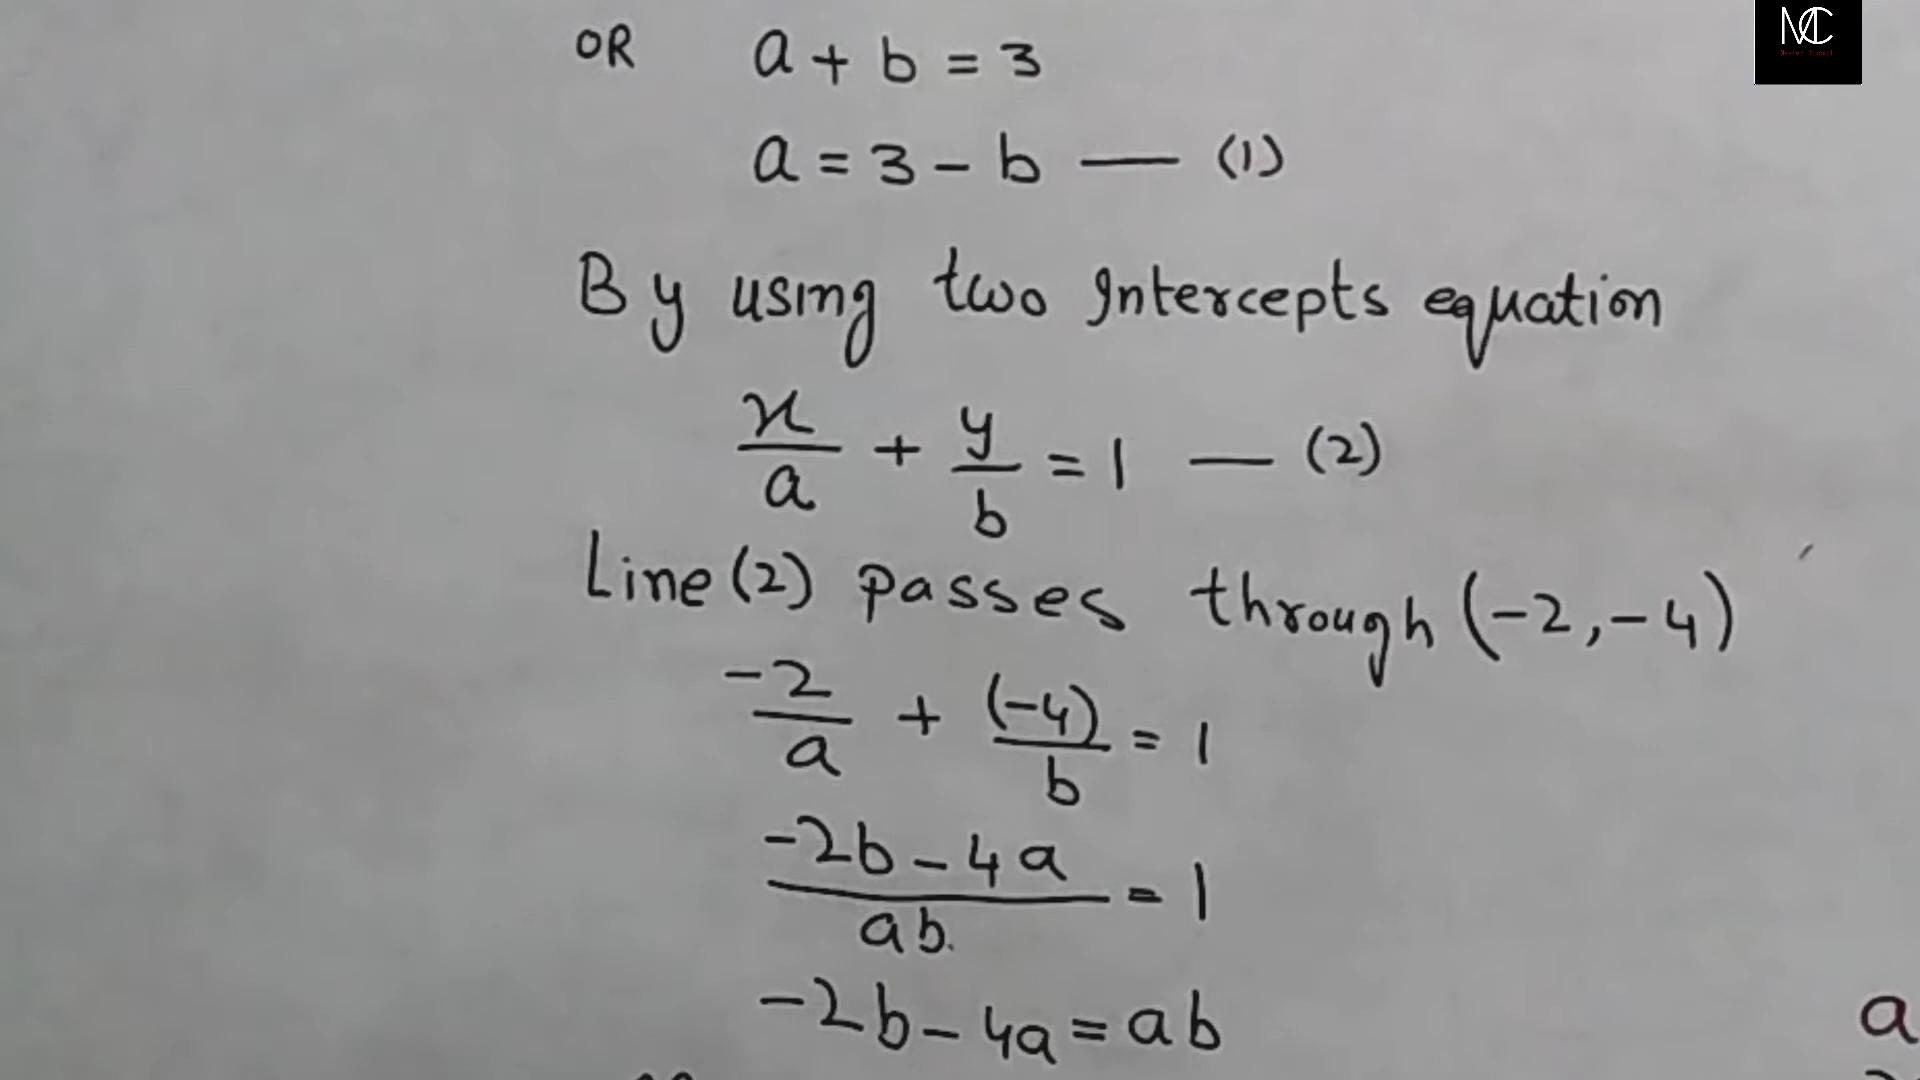 MC
OR a + b = 3
a = 3 - b — (1)
By using two Intercepts equation
x/a + y/b = 1 — (2)
Line (2) passes through (-2, -4)
-2/a + (-4)/b = 1
-2b - 4a/ab. = 1
-2b - 4a = ab
a